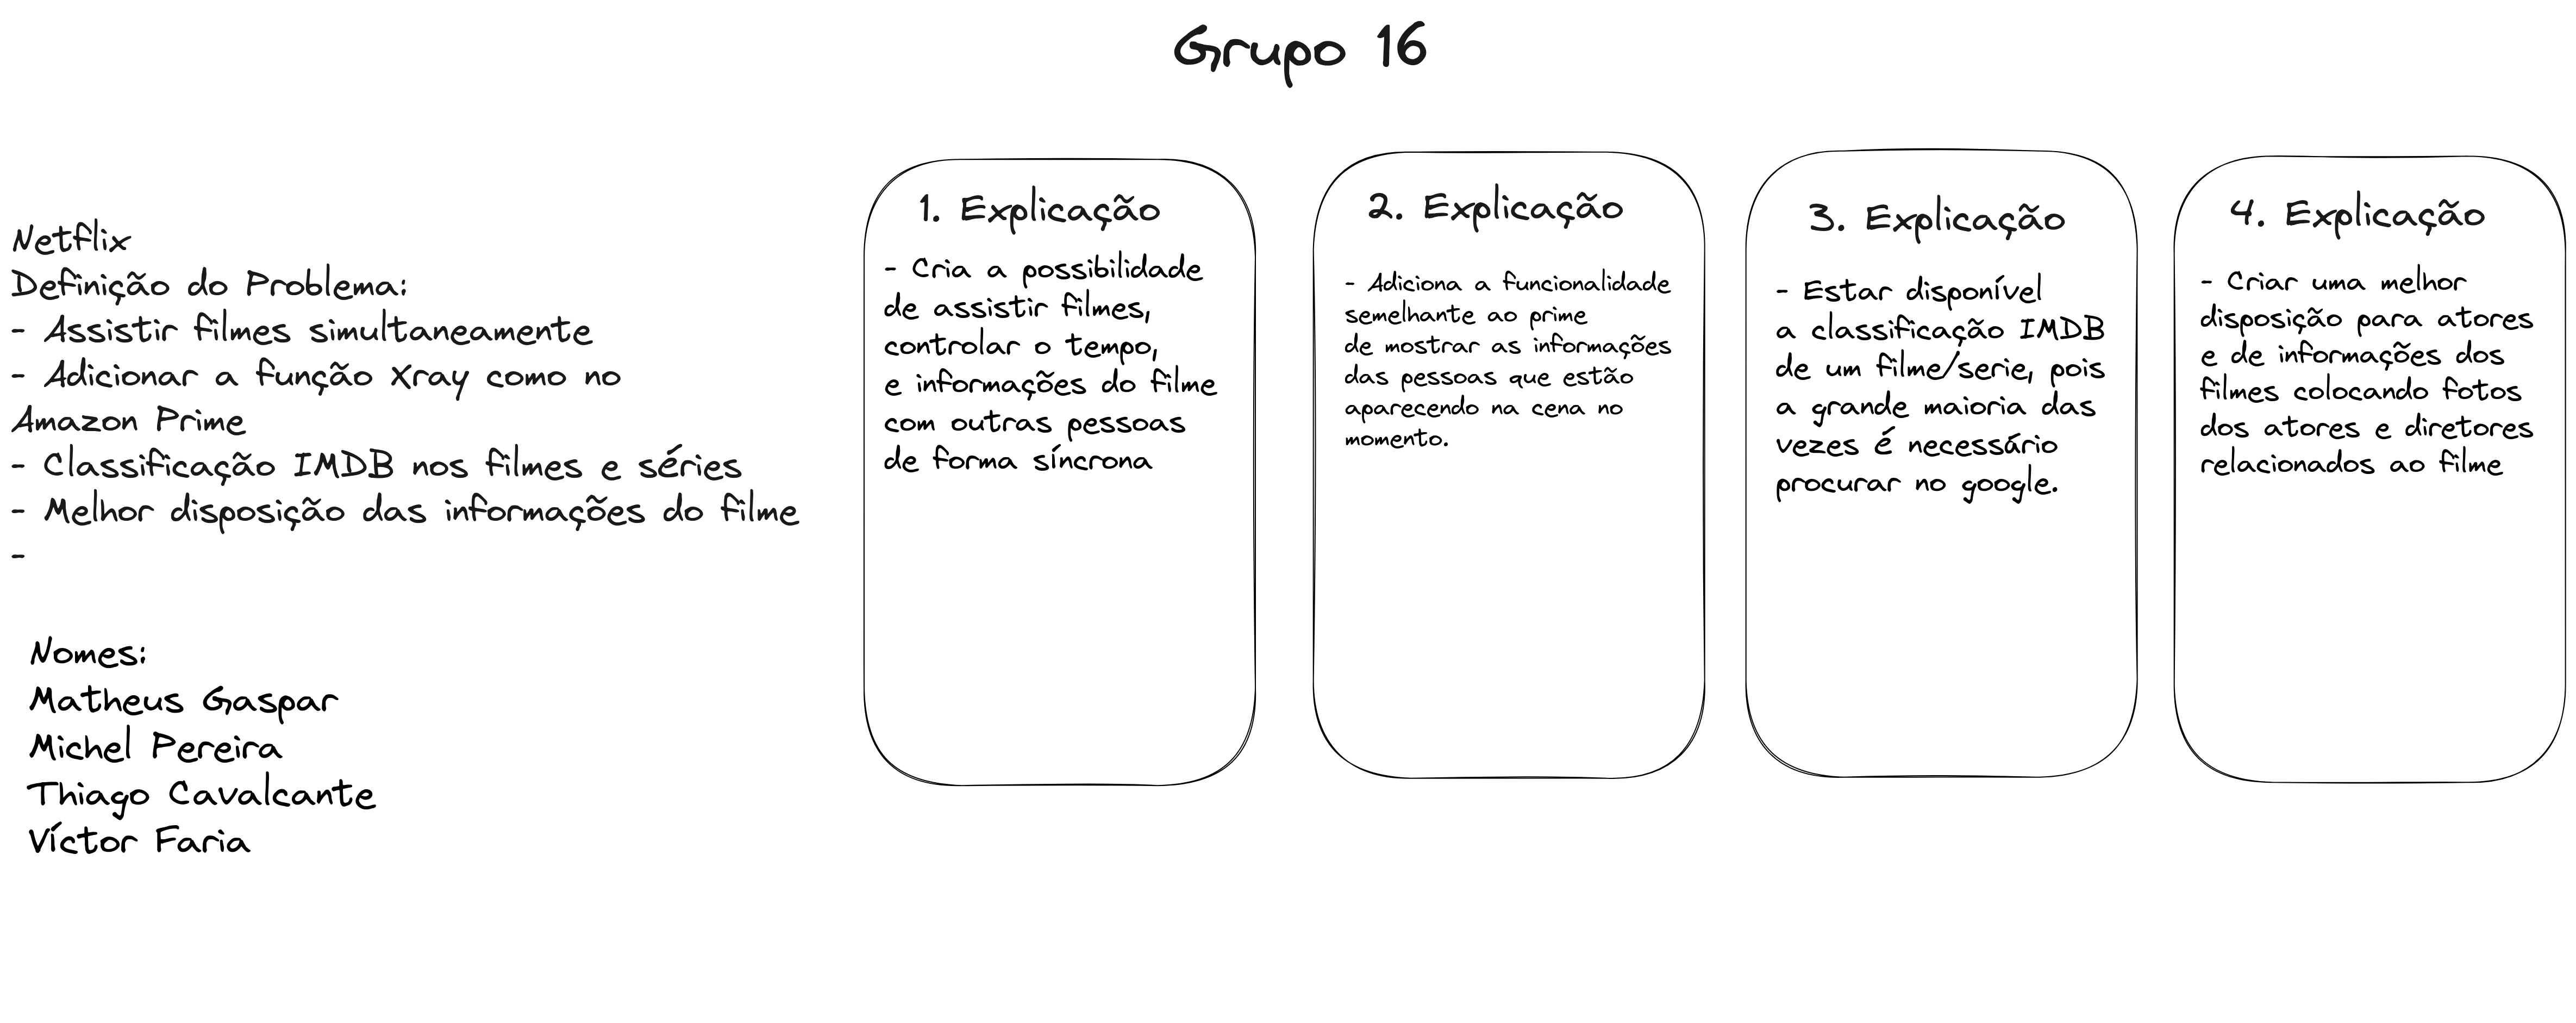 Grupo 16
Netflix
Definição do Problema:
- Assistir filmes simultaneamente
- Adicionar a função Xray como no
Amazon Prime
- Classificação IMDB nos filmes e séries
- Melhor disposição das informações do filme
-
Nomes:
Matheus Gaspar
Michel Pereira
Thiago Cavalcante
Víctor Faria
1. Explicação
- Cria a possibilidade
de assistir filmes,
controlar o tempo,
e informações do filme
com outras pessoas
de forma síncrona
2. Explicação
- Adiciona a funcionalidade
semelhante ao prime
de mostrar as informações
das pessoas que estão
aparecendo na cena no
momento.
3. Explicação
- Estar disponível
a classificação IMDB
de um filme/serie, pois
a grande maioria das
vezes é necessário
procurar no google.
4. Explicação
- Criar uma melhor
disposição para atores
e de informações dos
filmes colocando fotos
dos atores e diretores
relacionados ao filme